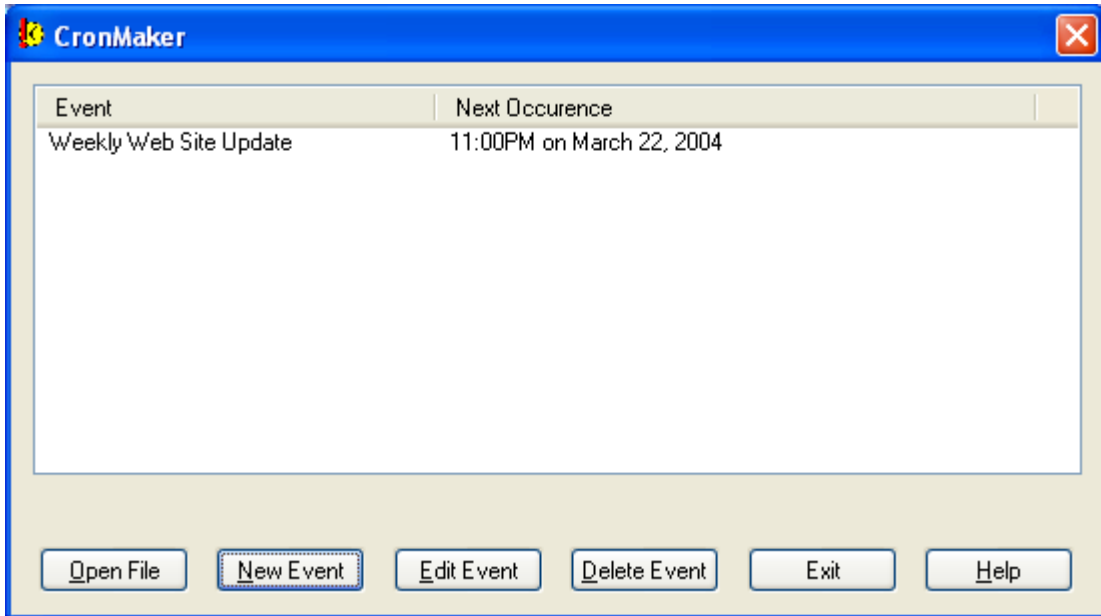 CronMaker
Event Next Occurence
Weekly Web Site Update 11:00PM on March 22, 2004
Open File New Event Edit Event Delete Event Exit Help